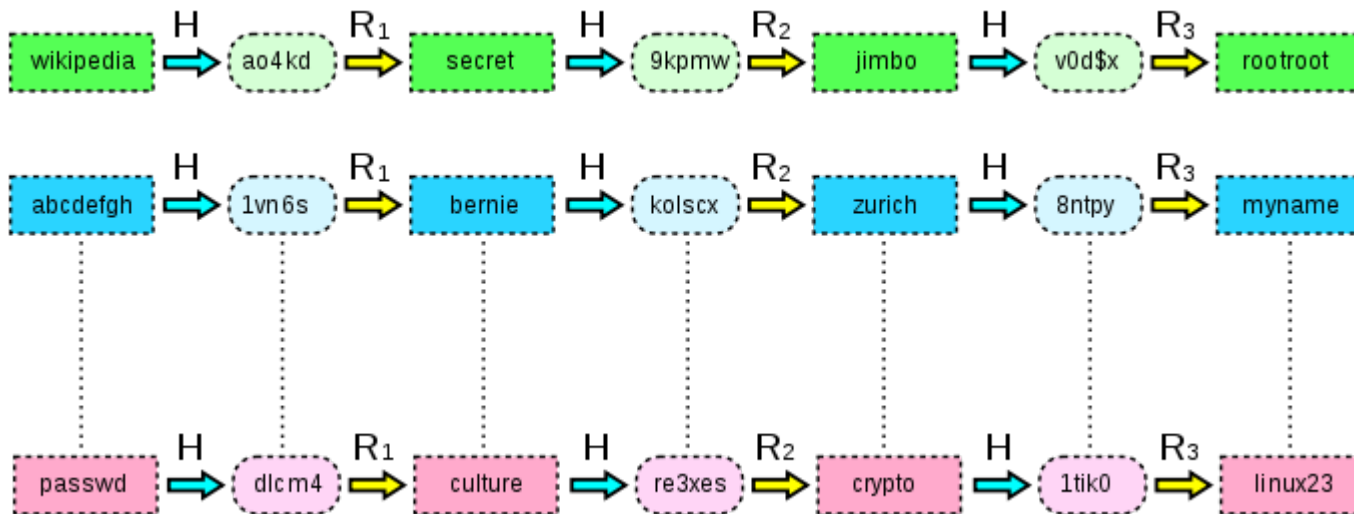 H R1 H R2 H R3
wikipedia ao4kd secret 9kpmw jimbo v0d$x rootroot
H R1 H R2 H R3
abcdefgh 1vn6s bernie kolscx zurich 8ntpy myname
H R1 H R2 H R3
passwd dlcm4 culture re3xes crypto 1tik0 linux23